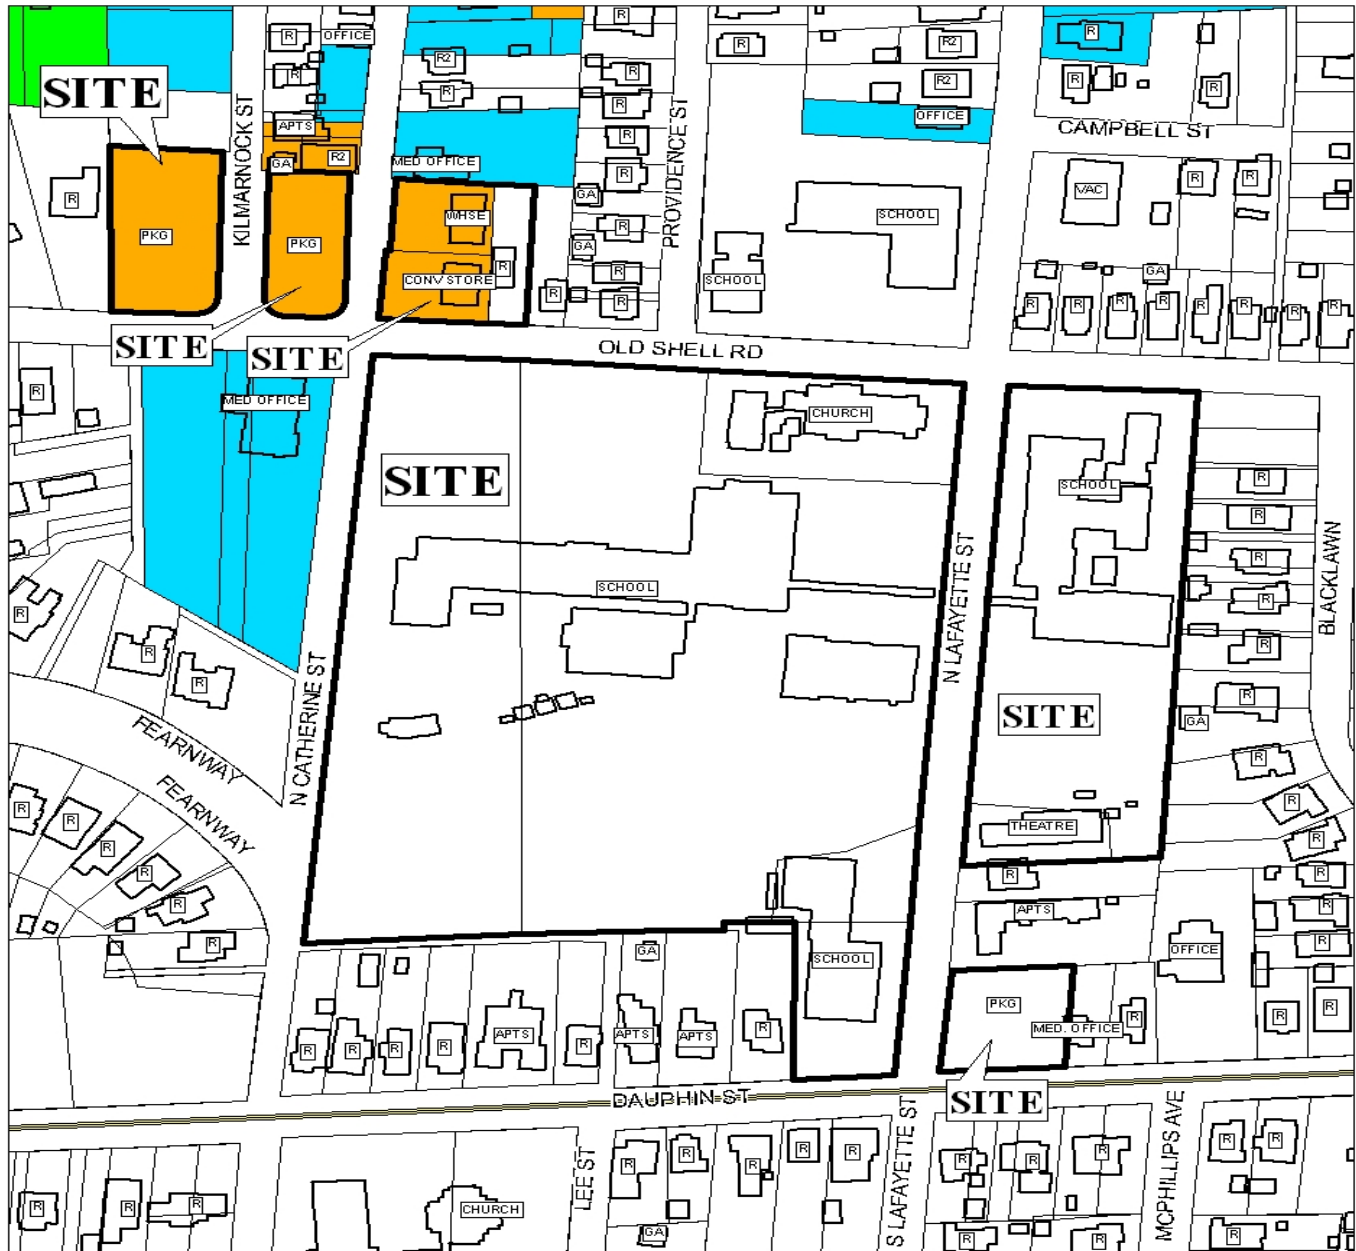 R
OFFICE
R
R2
R
R
R2
R
R
R
R
R2
R
R
SITE
KILMARNOCK ST
APTS
GA
R2
MED OFFICE
R
R
R
PROVIDENCE ST
OFFICE
CAMPBELL ST
R
PKG
PKG
WHSE
CONV STORE
R
GA
R
GA
R
R
R
R
SCHOOL
SCHOOL
VAC
R
R
GA
R
R
R
R
R
R
R
R
SITE
SITE
OLD SHELL RD
R
MED OFFICE
CHURCH
SITE
SCHOOL
R
R
R
R
R
R
GA
R
R
R
BLACKLAWN
SCHOOL
N LAFAYETTE ST
SITE
THEATRE
R
R
R
N CATHERINE ST
FEARNWAY
FEARNWAY
R
R
R
R
R
R
R
APTS
OFFICE
R
R
R
GA
SCHOOL
PKG
MED. OFFICE
R
R
R
R
R
R
R
APTS
R
APTS
APTS
R
SITE
DAUPHIN ST
LEE ST
S LAFAYETTE ST
MCPHILLIPS AVE
R
R
R
CHURCH
R
R
R
R
R
GA
R
R
R
R
R
R
R
R
R